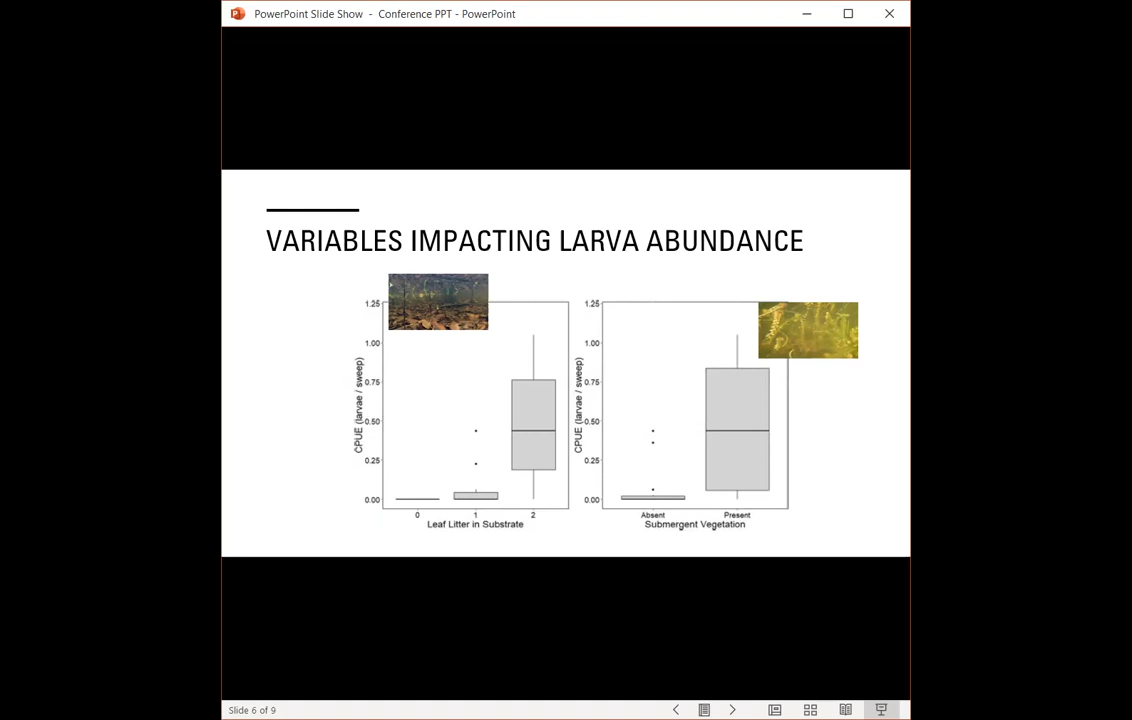 PowerPoint Slide Show - Conference PPT - PowerPoint
VARIABLES IMPACTING LARVA ABUNDANCE
1.25
1.00
0.75
0.50
0.25
0.00
CPUE (larvae / sweep)
0 1 2
Leaf Litter in Substrate
1.25
1.00
0.75
0.50
0.25
0.00
CPUE (larvae / sweep)
Absent Present
Submergent Vegetation
Slide 6 of 9